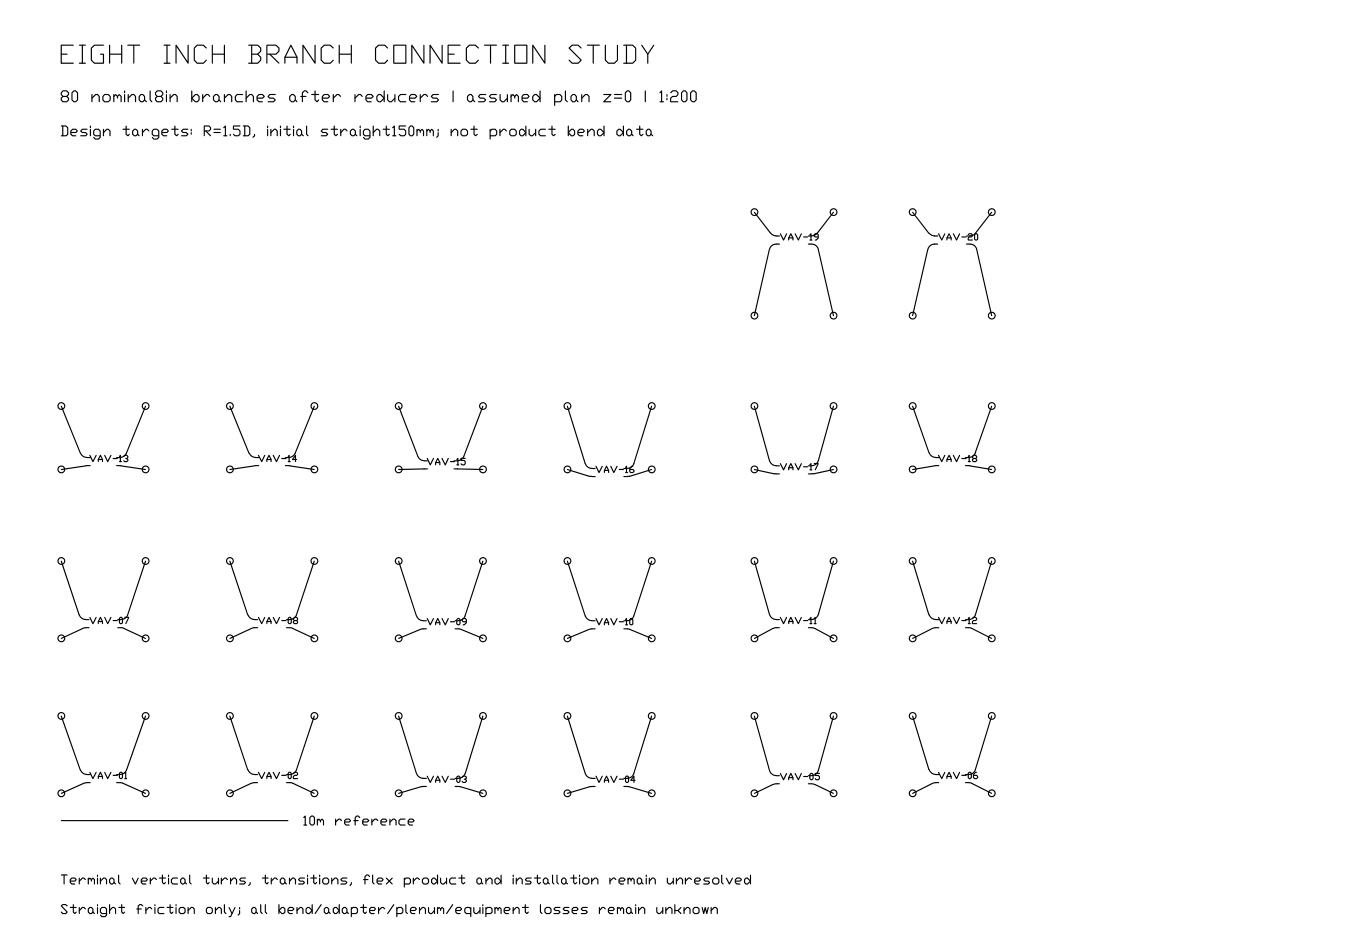 EIGHT INCH BRANCH CONNECTION STUDY
80 nominal8in branches after reducers | assumed plan z=0 | 1:200
Design targets: R=1.5D, initial straight150mm; not product bend data
VAV-19 VAV-20
VAV-13 VAV-14 VAV-15 VAV-16 VAV-17 VAV-18
VAV-07 VAV-08 VAV-09 VAV-10 VAV-11 VAV-12
VAV-01 VAV-02 VAV-03 VAV-04 VAV-05 VAV-06
10m reference
Terminal vertical turns, transitions, flex product and installation remain unresolved
Straight friction only; all bend/adapter/plenum/equipment losses remain unknown